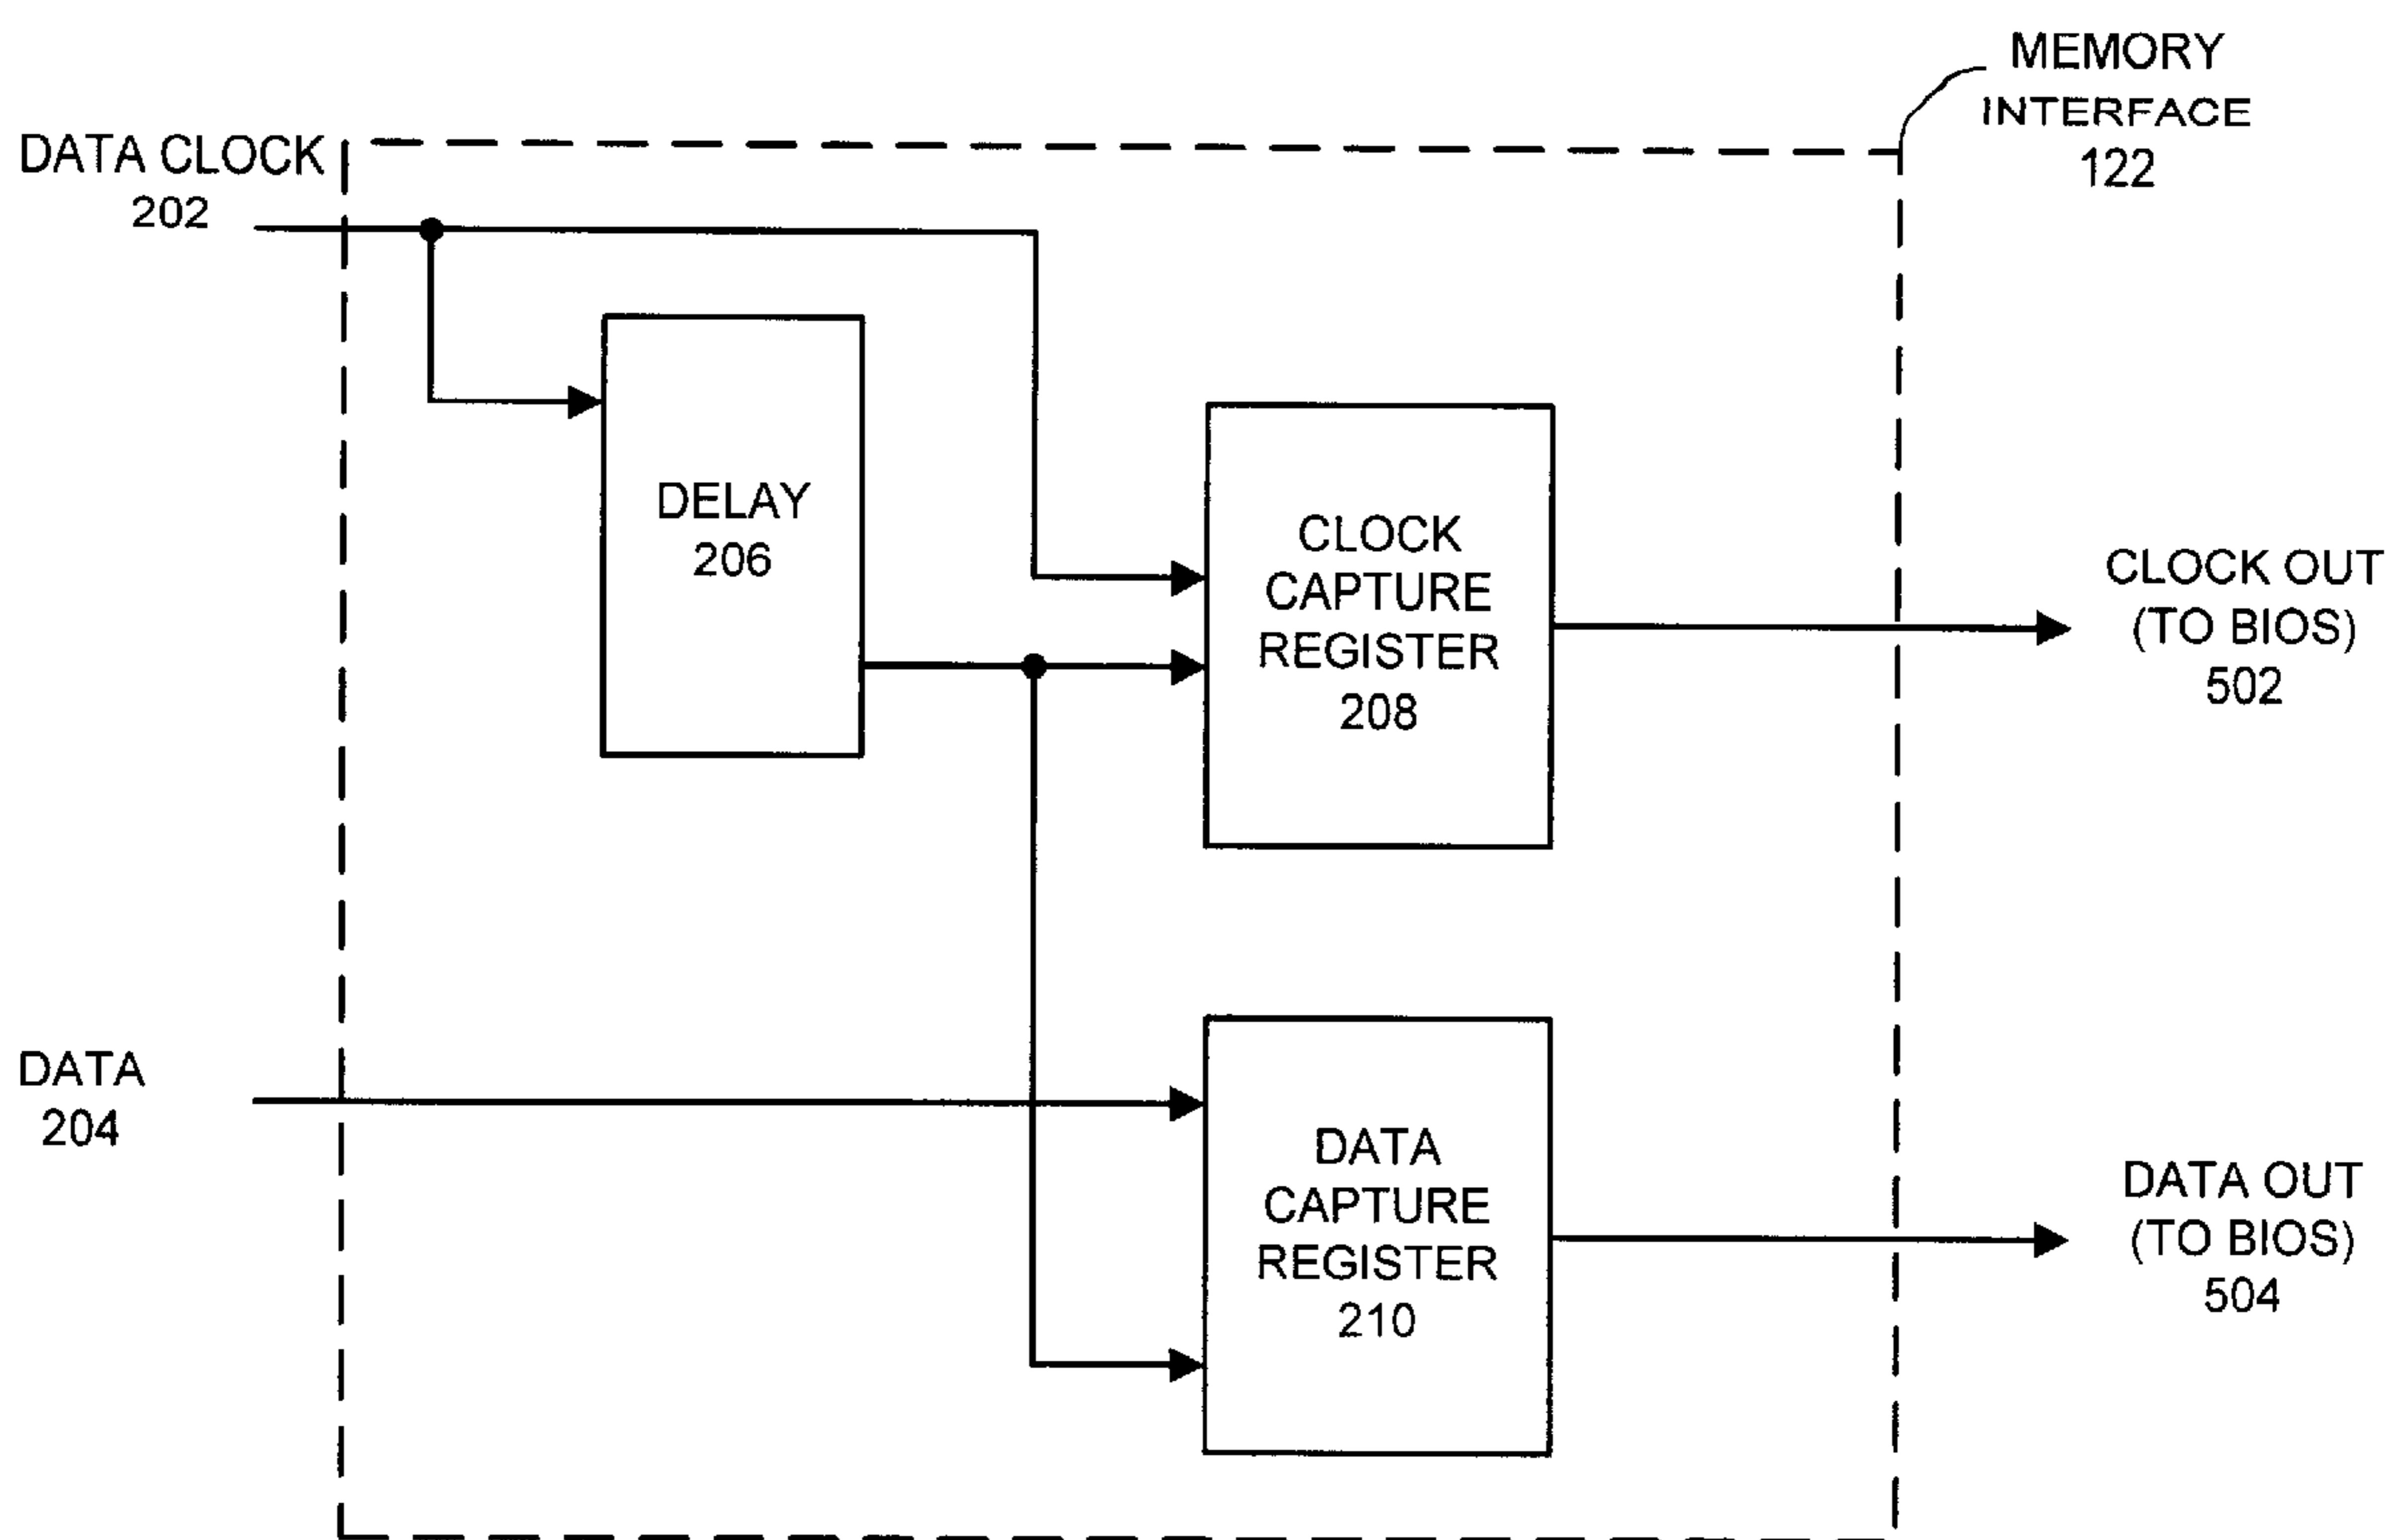 MEMORY
INTERFACE
122
DATA CLOCK
202
DELAY
206
CLOCK
CAPTURE
REGISTER
208
CLOCK OUT
(TO BIOS)
502
DATA
204
DATA
CAPTURE
REGISTER
210
DATA OUT
(TO BIOS)
504